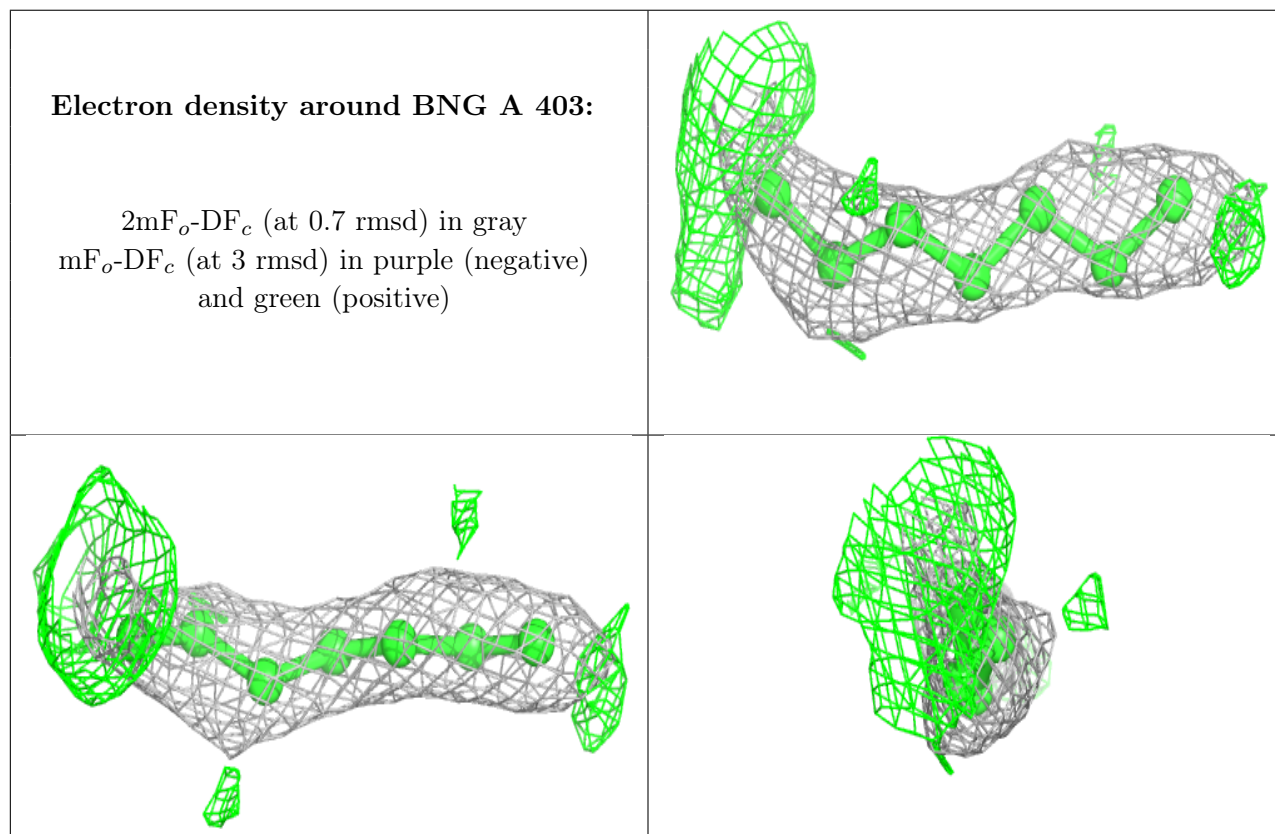 Electron density around BNG A 403:
2mFo-DFc (at 0.7 rmsd) in gray
mFo-DFc (at 3 rmsd) in purple (negative)
and green (positive)